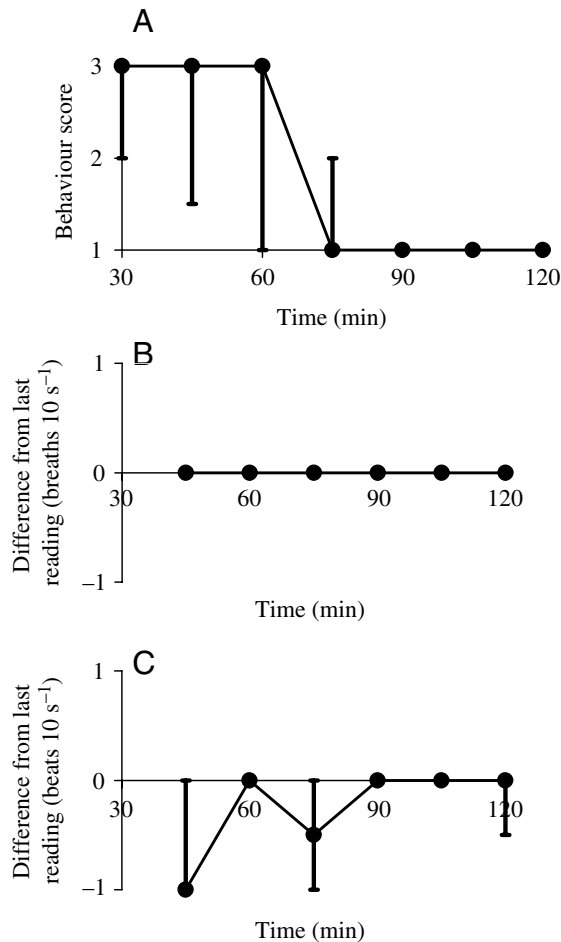 A
3
2
1
Behaviour score
30
60
90
120
Time (min)
B
1
0
–1
Difference from last
reading (breaths 10 s⁻¹)
30
60
90
120
Time (min)
C
1
0
–1
Difference from last
reading (beats 10 s⁻¹)
30
60
90
120
Time (min)